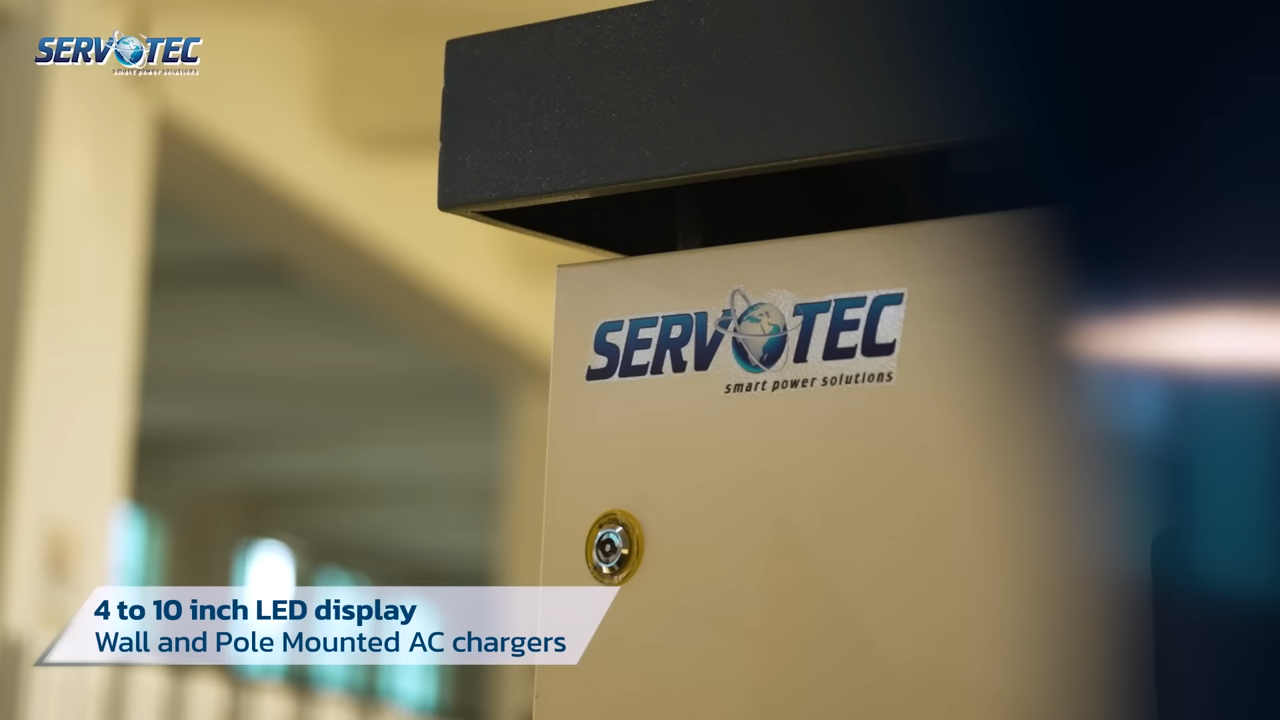 SERVOTEC
smart power solutions
SERVOTEC
smart power solutions
4 to 10 inch LED display
Wall and Pole Mounted AC chargers